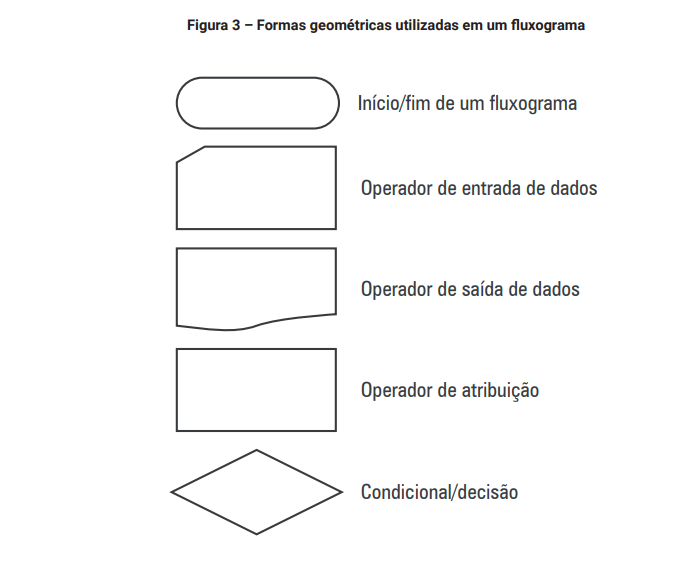 Figura 3 – Formas geométricas utilizadas em um fluxograma
Início/fim de um fluxograma
Operador de entrada de dados
Operador de saída de dados
Operador de atribuição
Condicional/decisão